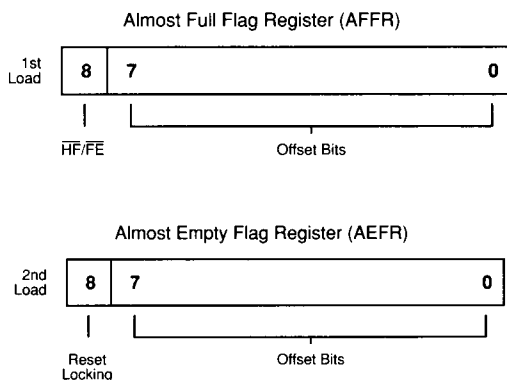 Almost Full Flag Register (AFFR)
1st
Load
8 7 0
HF/FE
Offset Bits
Almost Empty Flag Register (AEFR)
2nd
Load
8 7 0
Reset
Locking
Offset Bits